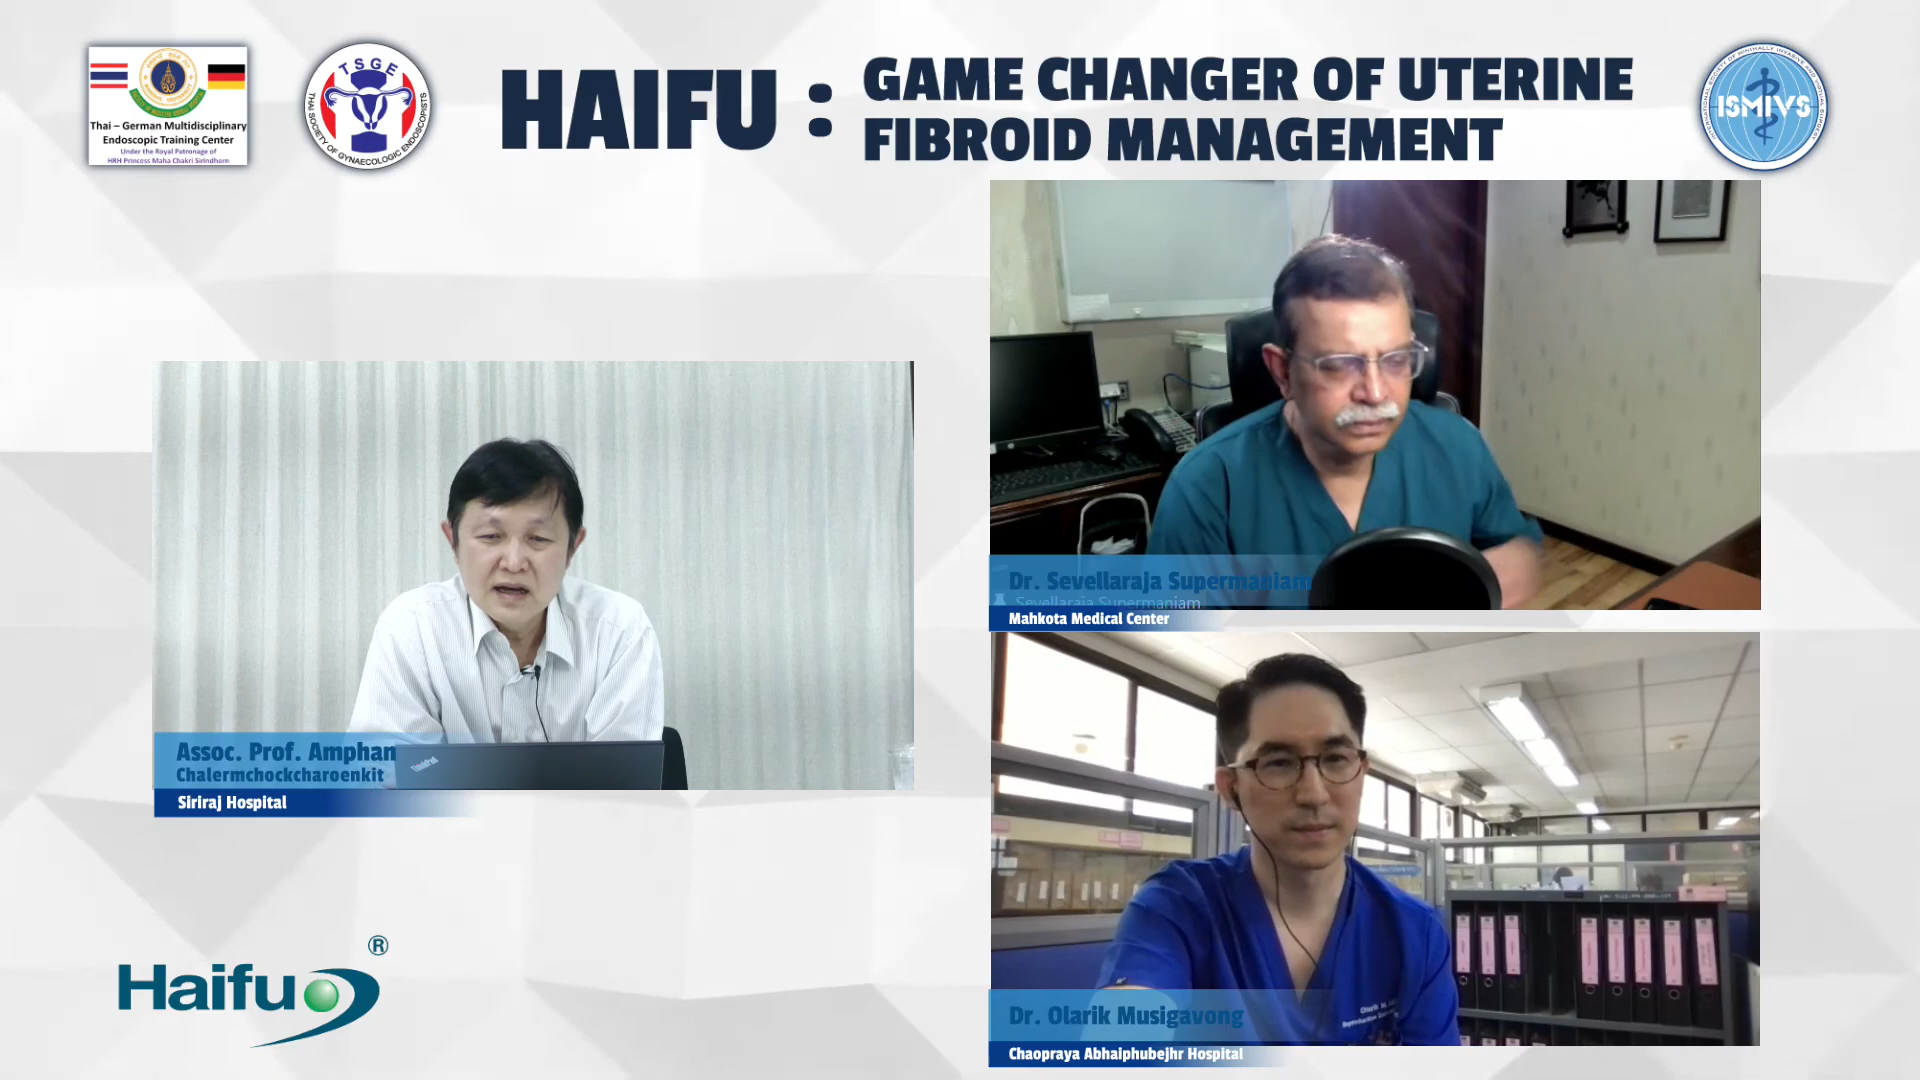 Thai – German Multidisciplinary
Endoscopic Training Center
Under the Royal Patronage of
HRH Princess Maha Chakri Sirindhorn
TSGE
THAI SOCIETY OF GYNAECOLOGIC ENDOSCOPISTS
HAIFU :
GAME CHANGER OF UTERINE
FIBROID MANAGEMENT
ISMIVS
Dr. Sevellaraja Supermaniam
Sevellaraja Supermaniam
Mahkota Medical Center
ThinkPad
Assoc. Prof. Amphan
Chalermchockcharoenkit
Siriraj Hospital
Dr. Olarik Musigavong
Chaopraya Abhaiphubejhr Hospital
Haifu®